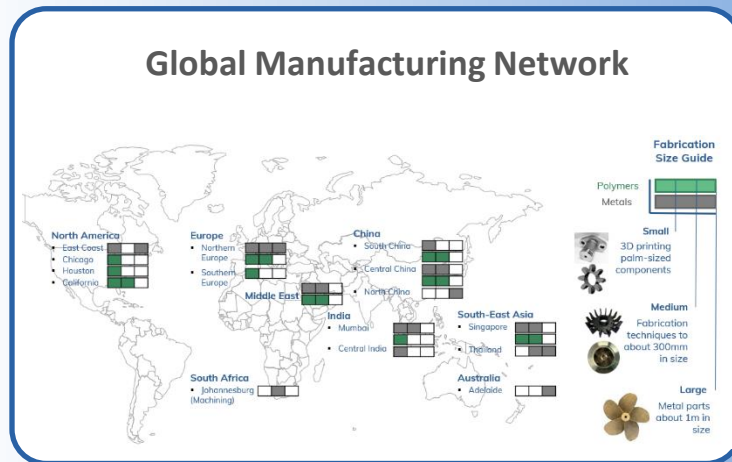 Global Manufacturing Network
Fabrication
Size Guide
Polymers
Metals
Small
3D printing
palm-sized
components
Medium
Fabrication
techniques to
about 300mm
in size
Large
Metal parts
about 1m in
size
North America
• East Coast
• Chicago
• Houston
• California
Europe
• Northern
Europe
• Southern
Europe
Middle East
China
• South China
• Central China
• North China
India
• Mumbai
• Central India
South-East Asia
• Singapore
• Thailand
South Africa
• Johannesburg
(Machining)
Australia
• Adelaide